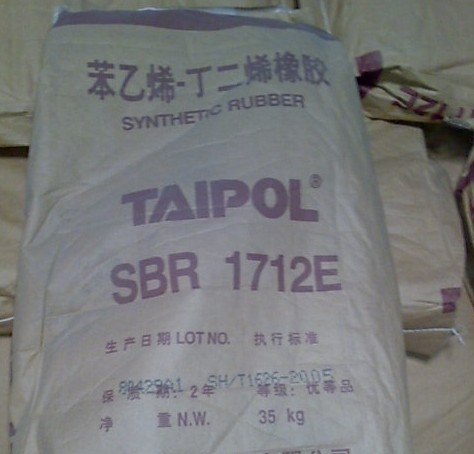 苯乙烯-丁二烯橡胶
SYNTHETIC RUBBER
TAIPOL®
SBR 1712E
生产日期 LOT NO. 执行标准
SH/T1626-2005
保质期: 2年 等级: 优等品
净 重 N.W. 35 kg